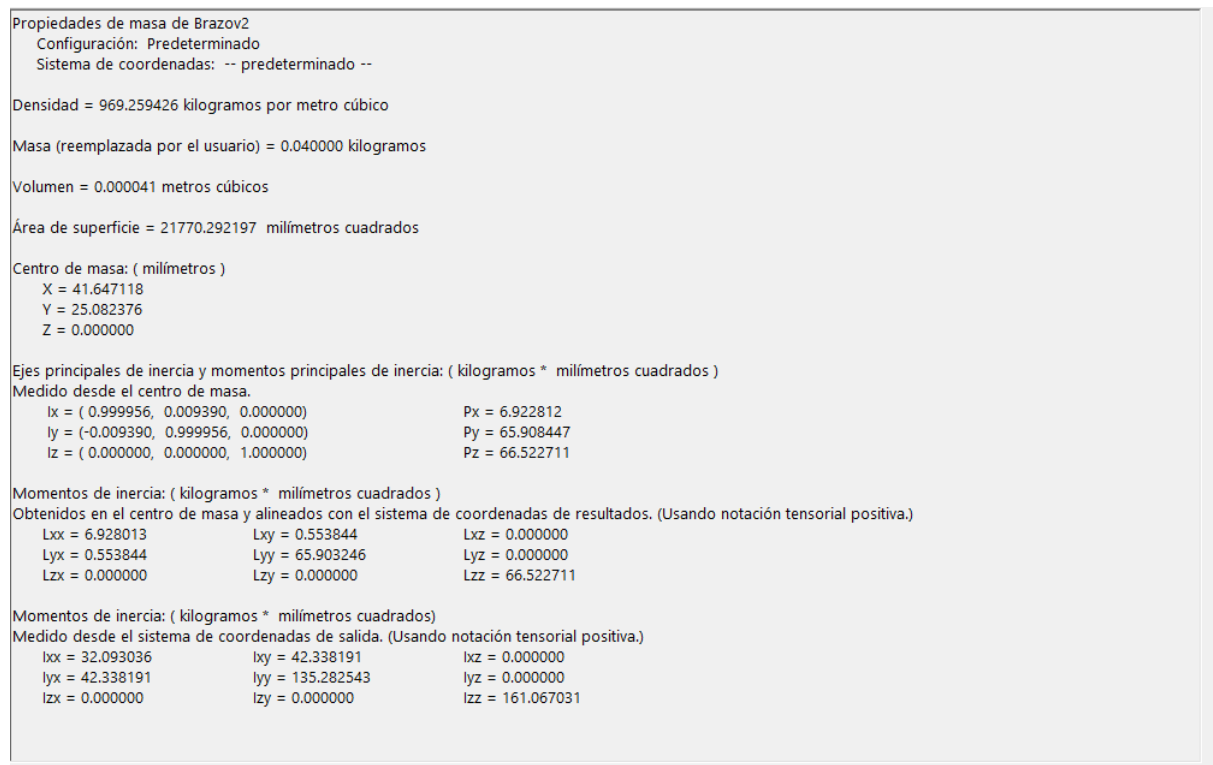 Propiedades de masa de Brazov2
Configuración: Predeterminado
Sistema de coordenadas: -- predeterminado --
Densidad = 969.259426 kilogramos por metro cúbico
Masa (reemplazada por el usuario) = 0.040000 kilogramos
Volumen = 0.000041 metros cúbicos
Área de superficie = 21770.292197 milímetros cuadrados
Centro de masa: ( milímetros )
X = 41.647118
Y = 25.082376
Z = 0.000000
Ejes principales de inercia y momentos principales de inercia: ( kilogramos * milímetros cuadrados )
Medido desde el centro de masa.
Ix = ( 0.999956, 0.009390, 0.000000) Px = 6.922812
Iy = (-0.009390, 0.999956, 0.000000) Py = 65.908447
Iz = ( 0.000000, 0.000000, 1.000000) Pz = 66.522711
Momentos de inercia: ( kilogramos * milímetros cuadrados )
Obtenidos en el centro de masa y alineados con el sistema de coordenadas de resultados. (Usando notación tensorial positiva.)
Lxx = 6.928013 Lxy = 0.553844 Lxz = 0.000000
Lyx = 0.553844 Lyy = 65.903246 Lyz = 0.000000
Lzx = 0.000000 Lzy = 0.000000 Lzz = 66.522711
Momentos de inercia: ( kilogramos * milímetros cuadrados)
Medido desde el sistema de coordenadas de salida. (Usando notación tensorial positiva.)
Ixx = 32.093036 Ixy = 42.338191 Ixz = 0.000000
Iyx = 42.338191 Iyy = 135.282543 Iyz = 0.000000
Izx = 0.000000 Izy = 0.000000 Izz = 161.067031